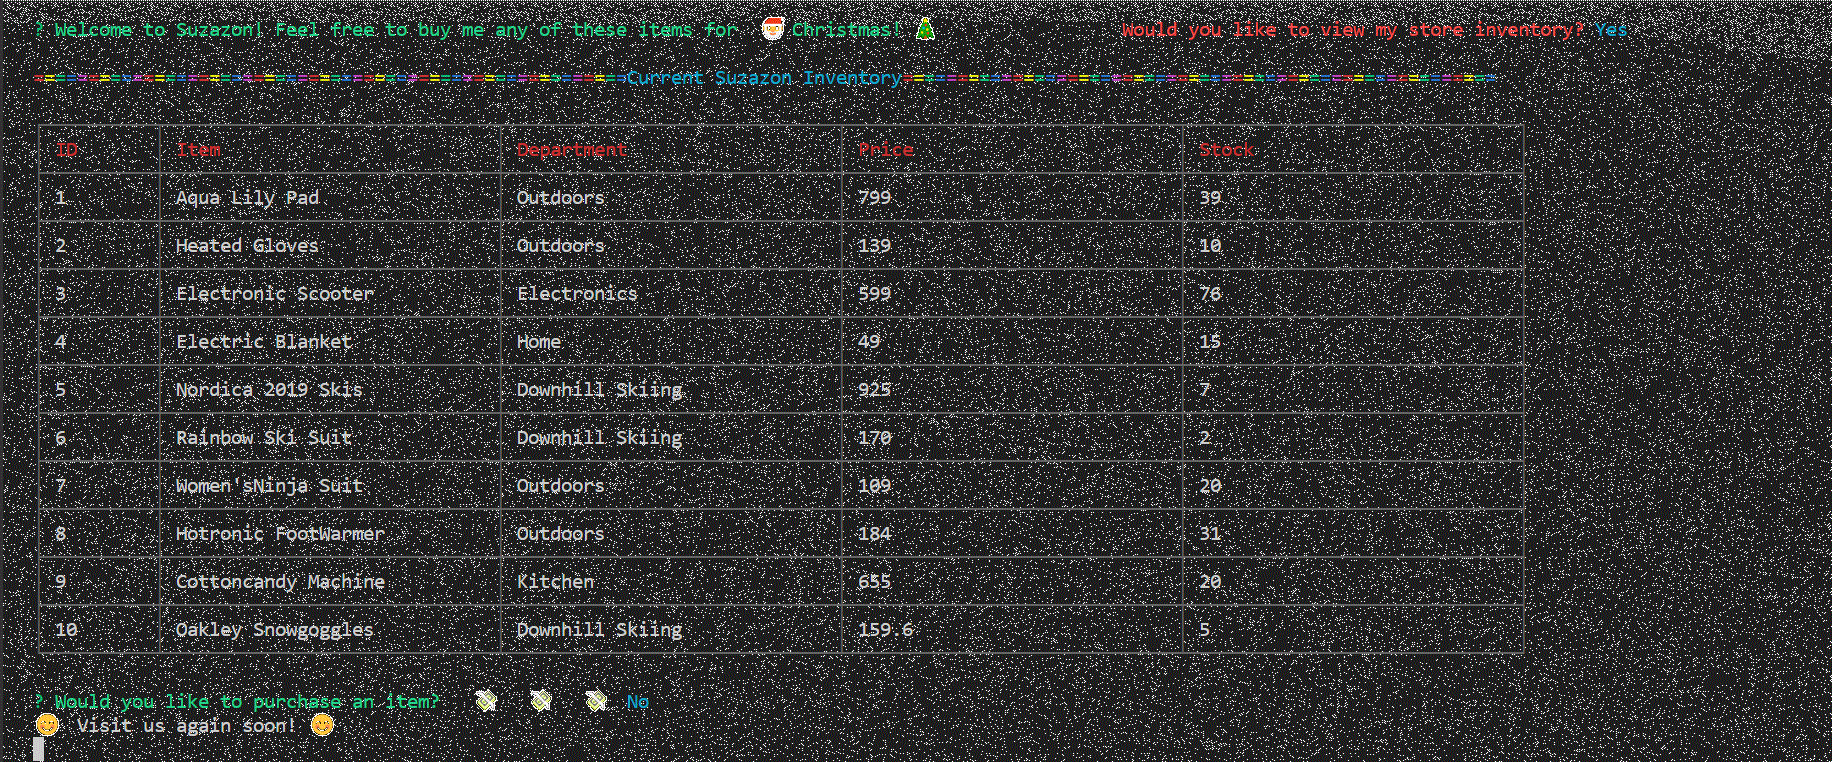 ? Welcome to Suzazon! Feel free to buy me any of these items for 🎅 Christmas! 🎄 Would you like to view my store inventory? Yes
======================================================Current Suzazon Inventory======================================================
ID Item Department Price Stock
1 Aqua Lily Pad Outdoors 799 39
2 Heated Gloves Outdoors 139 10
3 Electronic Scooter Electronics 599 76
4 Electric Blanket Home 49 15
5 Nordica 2019 Skis Downhill Skiing 925 7
6 Rainbow Ski Suit Downhill Skiing 170 2
7 Women'sNinja Suit Outdoors 109 20
8 Hotronic FootWarmer Outdoors 184 31
9 Cottoncandy Machine Kitchen 655 20
10 Oakley Snowgoggles Downhill Skiing 159.6 5
? Would you like to purchase an item? 💸 💸 💸 No
😊 Visit us again soon! 😊